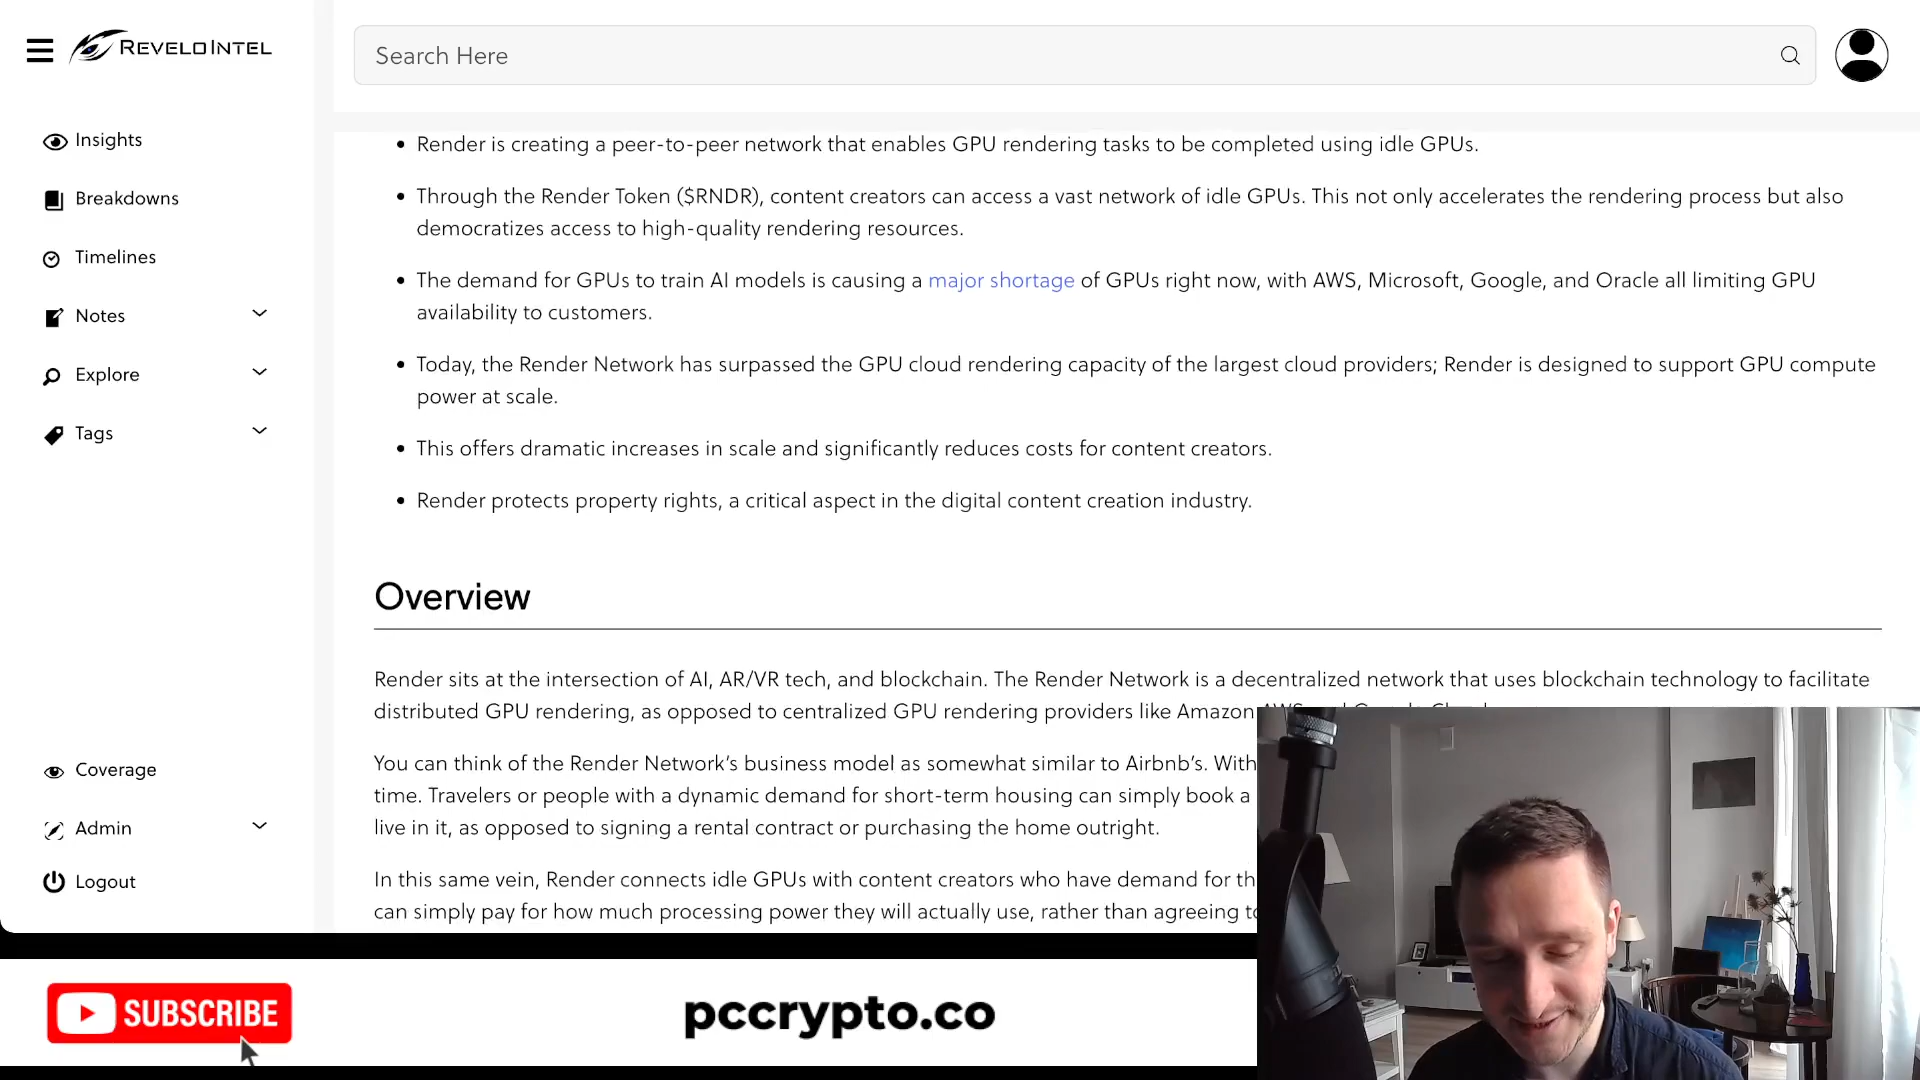 REVELOINTEL
Search Here
Insights
Breakdowns
Timelines
Notes
Explore
Tags
Coverage
Admin
Logout
Render is creating a peer-to-peer network that enables GPU rendering tasks to be completed using idle GPUs.
Through the Render Token ($RNDR), content creators can access a vast network of idle GPUs. This not only accelerates the rendering process but also
democratizes access to high-quality rendering resources.
The demand for GPUs to train AI models is causing a major shortage of GPUs right now, with AWS, Microsoft, Google, and Oracle all limiting GPU
availability to customers.
Today, the Render Network has surpassed the GPU cloud rendering capacity of the largest cloud providers; Render is designed to support GPU compute
power at scale.
This offers dramatic increases in scale and significantly reduces costs for content creators.
Render protects property rights, a critical aspect in the digital content creation industry.
Overview
Render sits at the intersection of AI, AR/VR tech, and blockchain. The Render Network is a decentralized network that uses blockchain technology to facilitate
distributed GPU rendering, as opposed to centralized GPU rendering providers like Amazon
You can think of the Render Network's business model as somewhat similar to Airbnb's. With
time. Travelers or people with a dynamic demand for short-term housing can simply book a
live in it, as opposed to signing a rental contract or purchasing the home outright.
In this same vein, Render connects idle GPUs with content creators who have demand for
can simply pay for how much processing power they will actually use, rather than agreeing
SUBSCRIBE
pccrypto.co